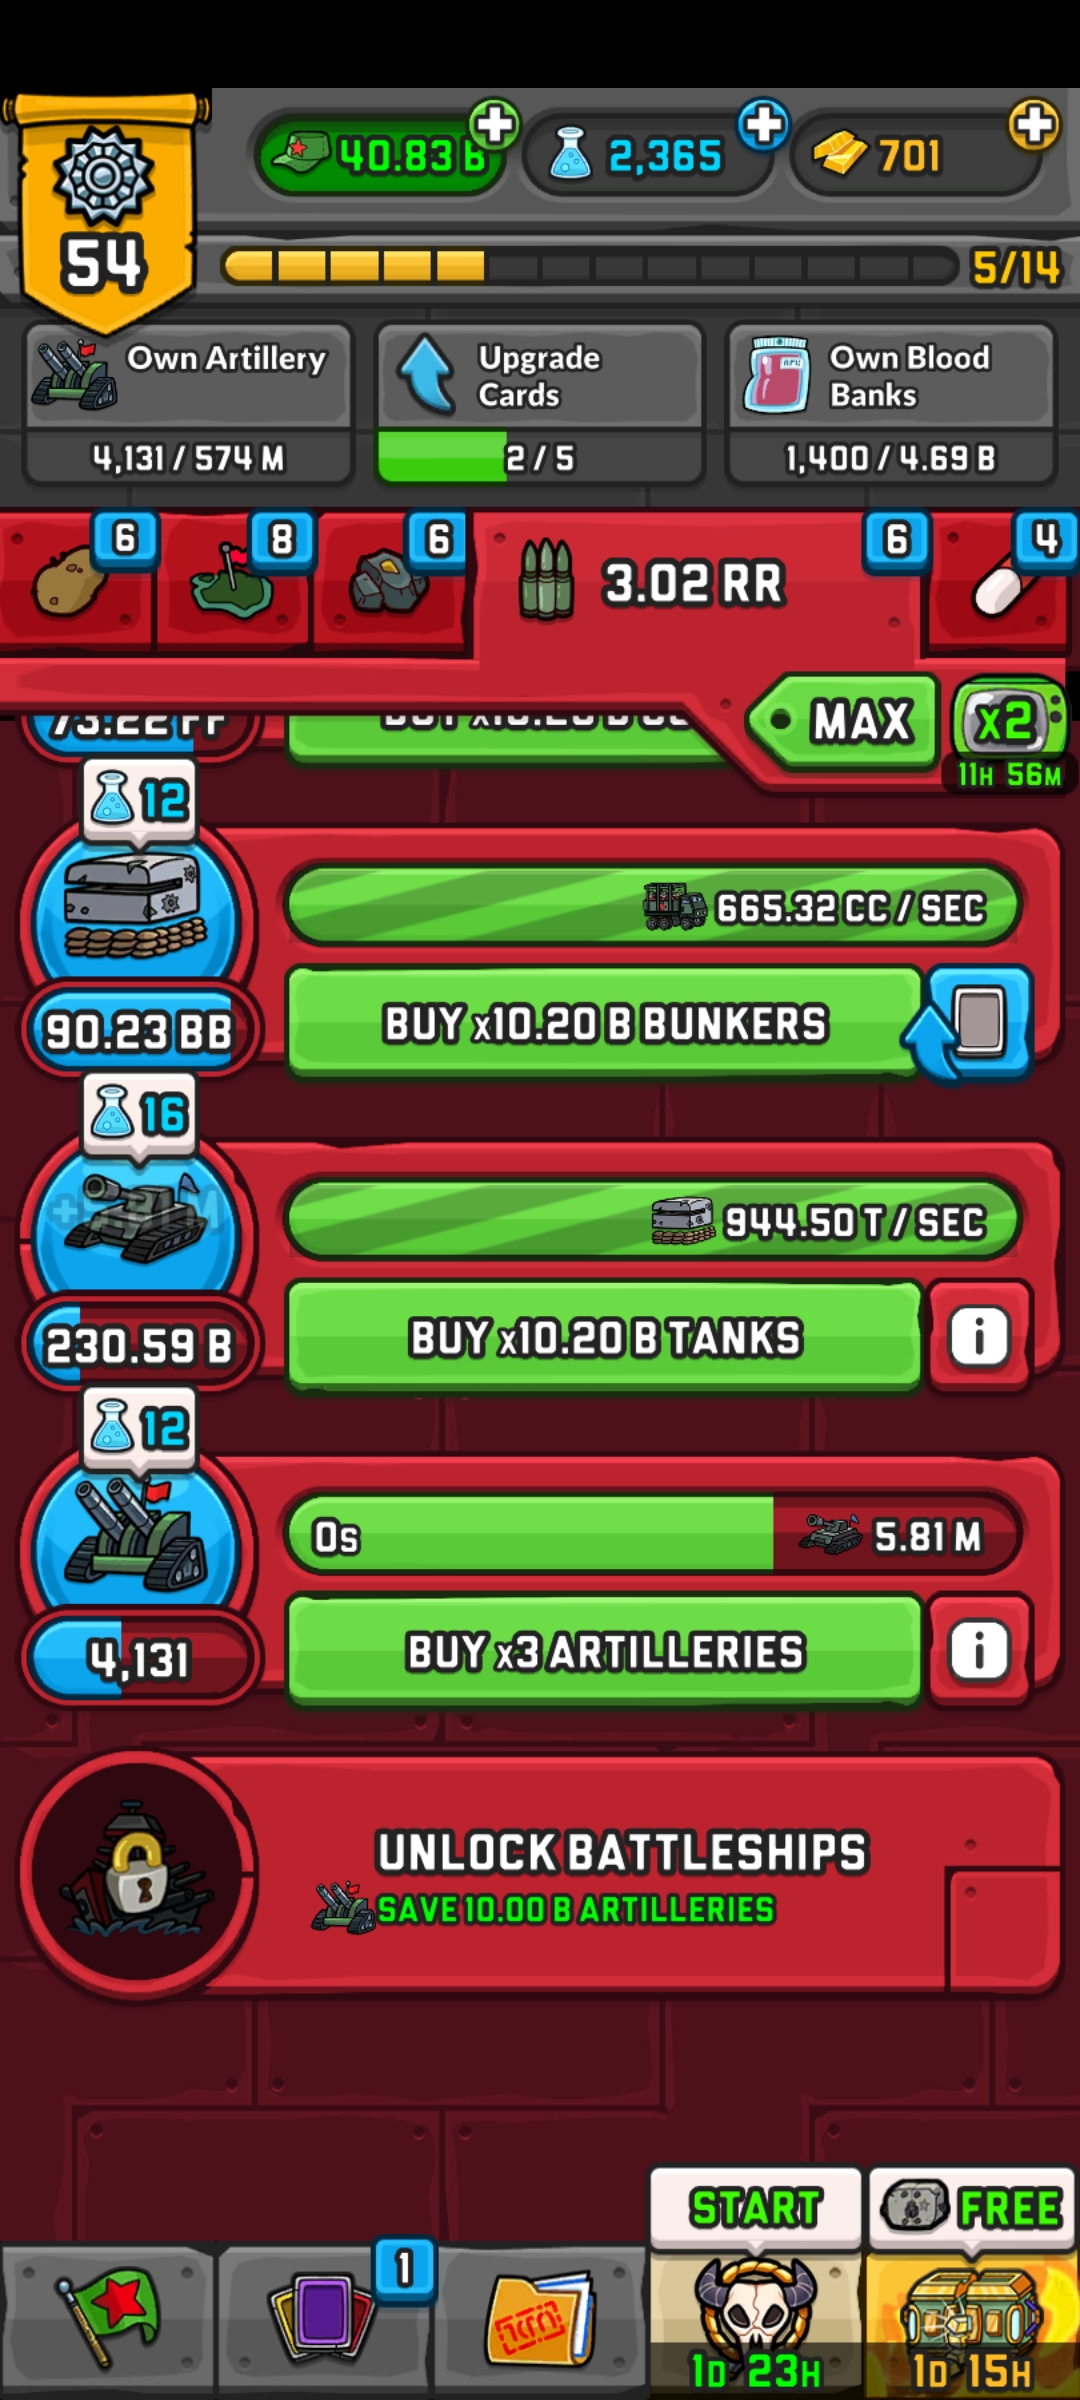 40.83 B
2,365
701
54
5/14
Own Artillery
4,131 / 574 M
Upgrade
Cards
2 / 5
Own Blood
Banks
1,400 / 4.69 B
6
8
6
3.02 RR
6
4
MAX
x2
11H 56M
73.22 FF
12
665.32 CC / SEC
90.23 BB
BUY x10.20 B BUNKERS
16
944.50 T / SEC
230.59 B
BUY x10.20 B TANKS
i
12
0s
5.81 M
4,131
BUY x3 ARTILLERIES
i
UNLOCK BATTLESHIPS
SAVE 10.00 B ARTILLERIES
START
FREE
1
1D 23H
1D 15H